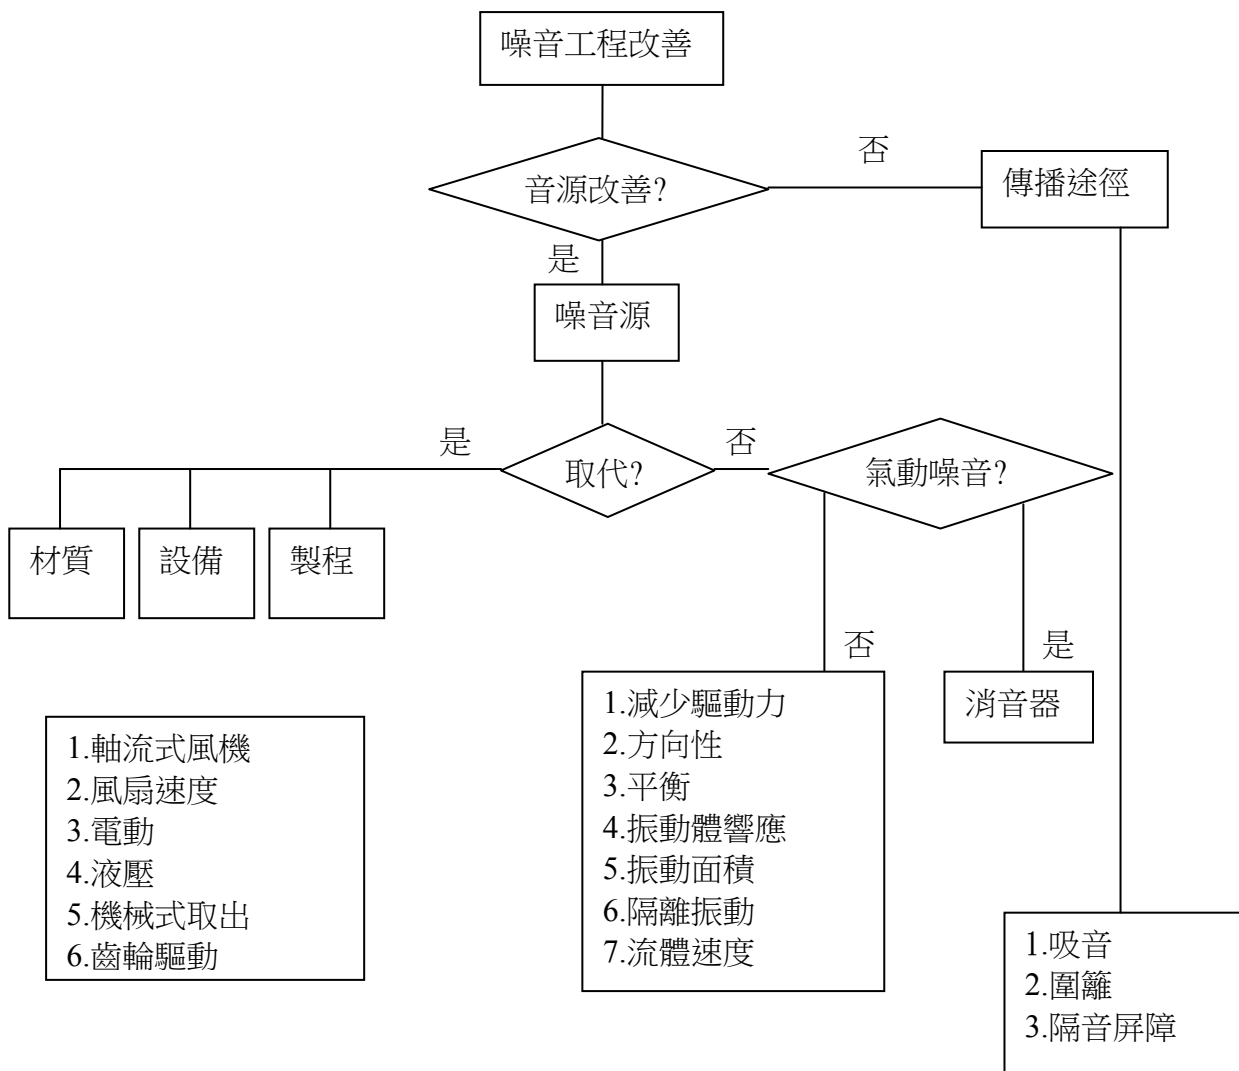 噪音工程改善
否
音源改善?
傳播途徑
是
噪音源
是
取代?
否
氣動噪音?
材質
設備
製程
否
是
1.減少驅動力
2.方向性
3.平衡
4.振動體響應
5.振動面積
6.隔離振動
7.流體速度
消音器
1.軸流式風機
2.風扇速度
3.電動
4.液壓
5.機械式取出
6.齒輪驅動
1.吸音
2.圍籬
3.隔音屏障